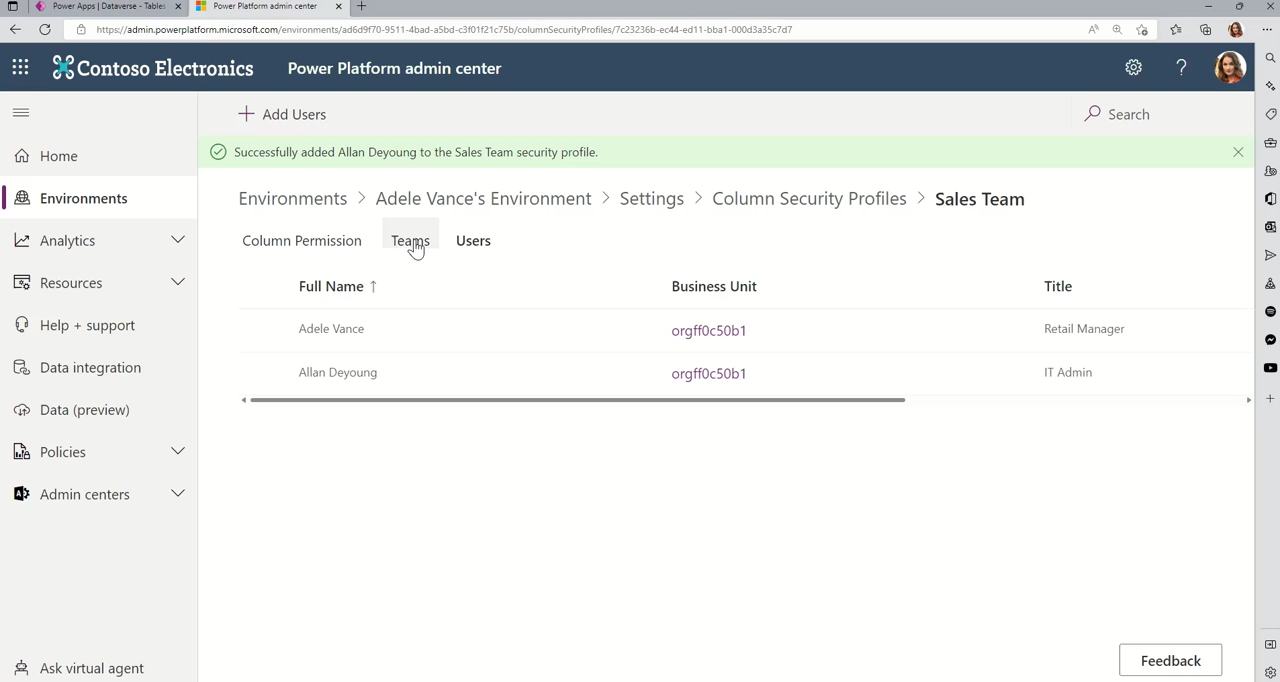 Power Apps | Dataverse - Tables
Power Platform admin center
https://admin.powerplatform.microsoft.com/environments/ad6d9f70-9511-4bad-a5bd-c3f01f21c75b/columnSecurityProfiles/7c23236b-ec44-ed11-bba1-000d3a35c7d7
Contoso Electronics
Power Platform admin center
Add Users
Search
Successfully added Allan Deyoung to the Sales Team security profile.
Home
Environments
Analytics
Resources
Help + support
Data integration
Data (preview)
Policies
Admin centers
Ask virtual agent
Environments > Adele Vance's Environment > Settings > Column Security Profiles > Sales Team
Column Permission Teams Users
Full Name ↑ Business Unit Title
Adele Vance orgff0c50b1 Retail Manager
Allan Deyoung orgff0c50b1 IT Admin
Feedback